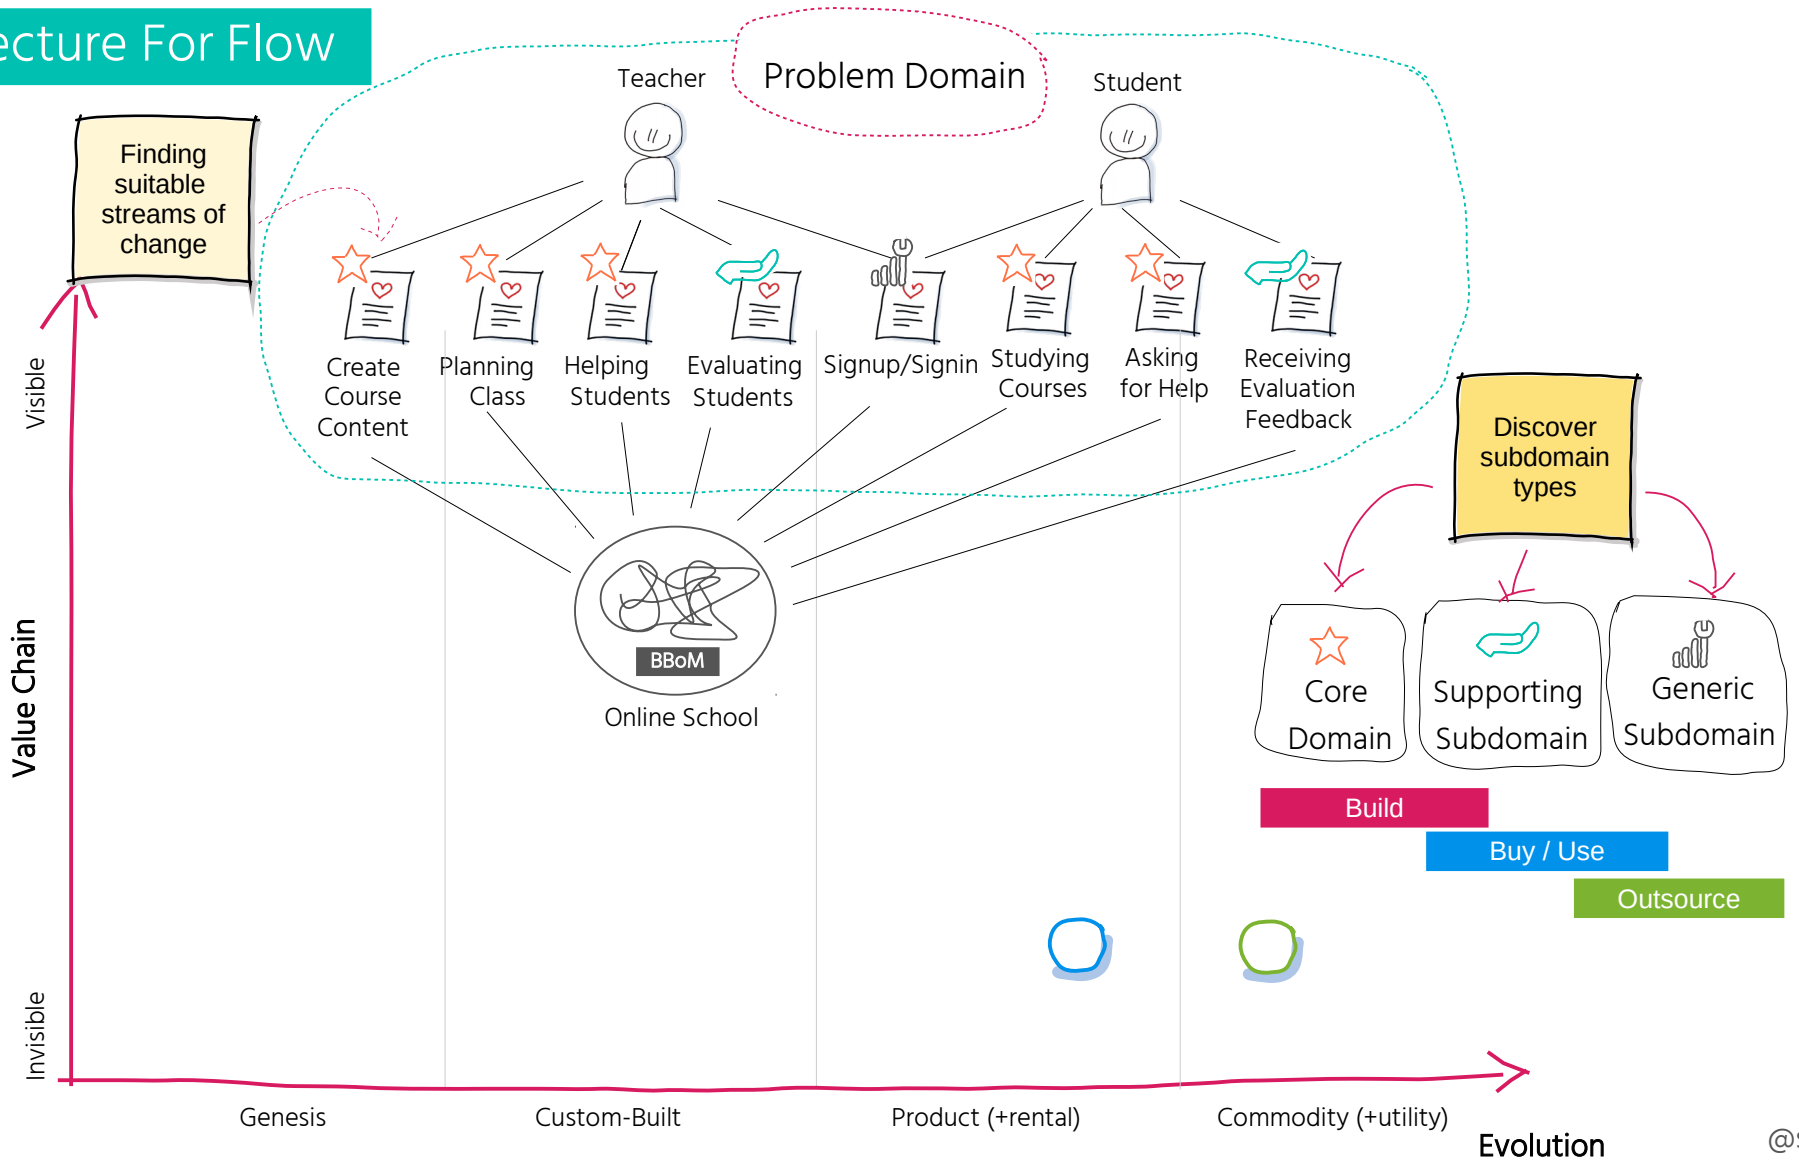 ecture For Flow
Problem Domain
Teacher
Student
Finding
suitable
streams of
change
Create
Course
Content
Planning
Class
Helping
Students
Evaluating
Students
Signup/Signin
Studying
Courses
Asking
for Help
Receiving
Evaluation
Feedback
Discover
subdomain
types
Visible
Value Chain
Invisible
BBoM
Online School
Core
Domain
Supporting
Subdomain
Generic
Subdomain
Build
Buy / Use
Outsource
Genesis
Custom-Built
Product (+rental)
Commodity (+utility)
Evolution